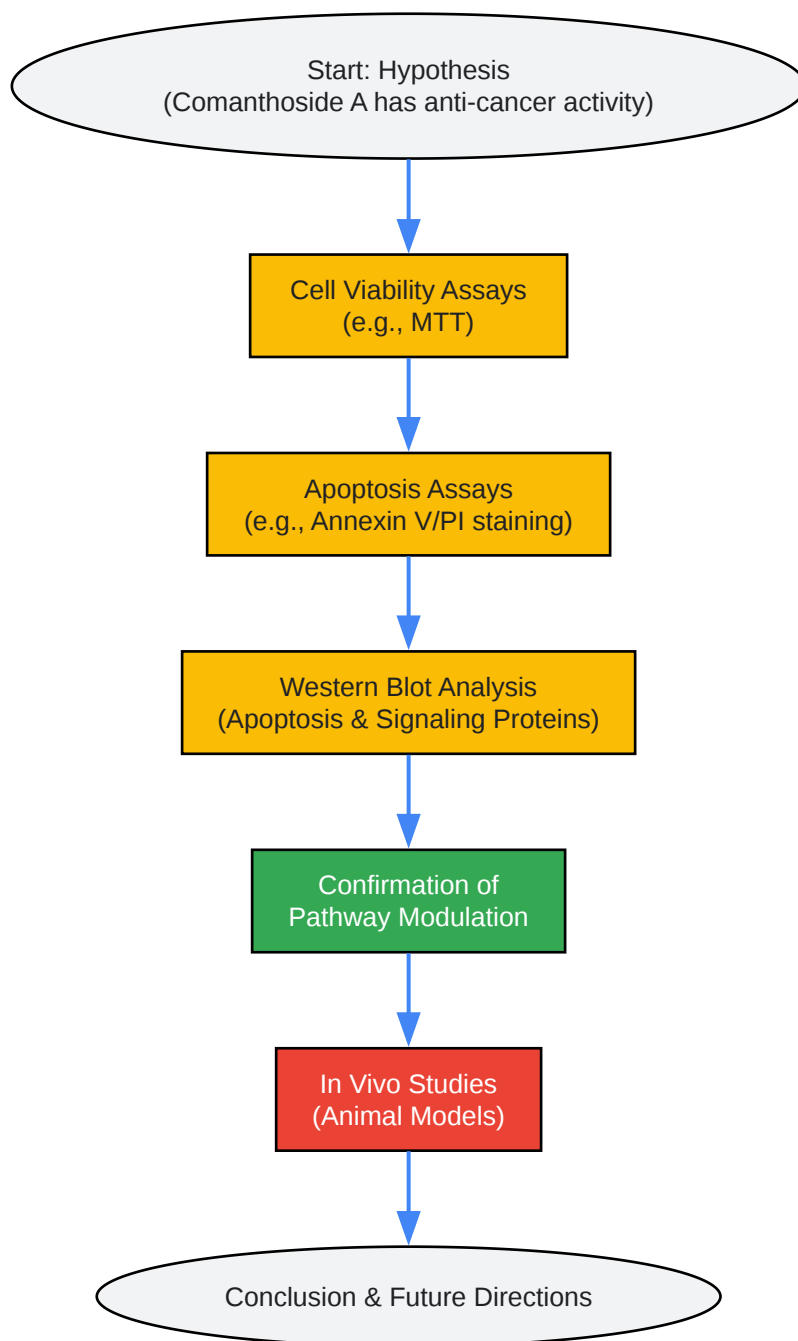 Start: Hypothesis
(Comanthoside A has anti-cancer activity)
Cell Viability Assays
(e.g., MTT)
Apoptosis Assays
(e.g., Annexin V/PI staining)
Western Blot Analysis
(Apoptosis & Signaling Proteins)
Confirmation of
Pathway Modulation
In Vivo Studies
(Animal Models)
Conclusion & Future Directions